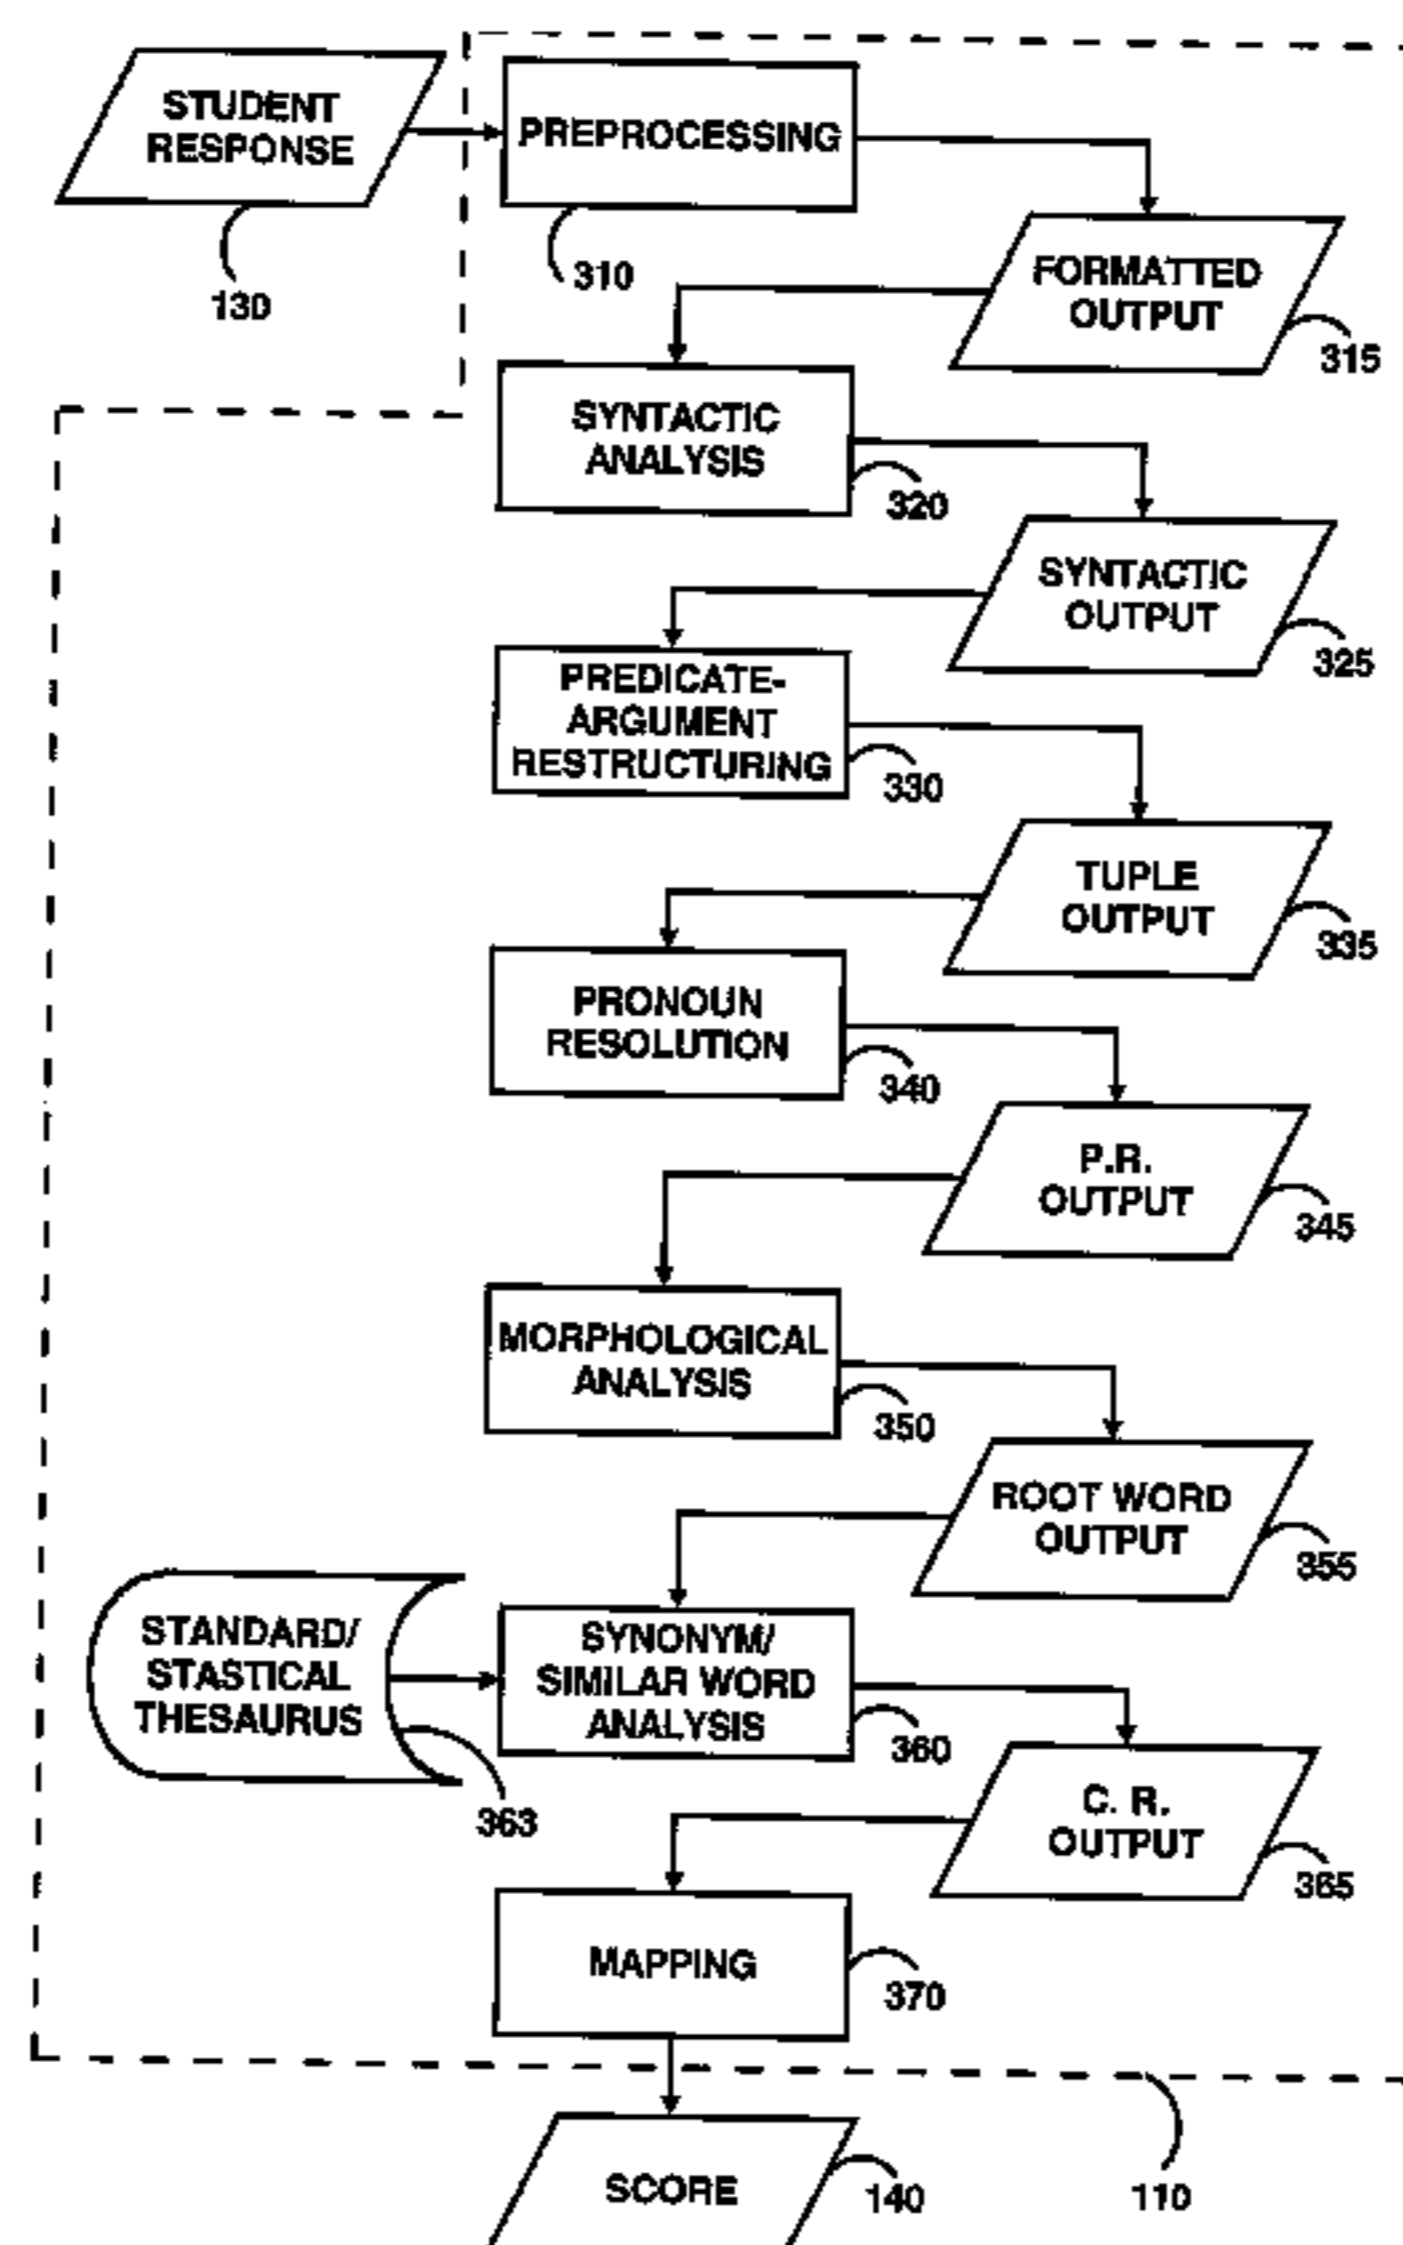 STUDENT
RESPONSE
130
PREPROCESSING
310
FORMATTED
OUTPUT
315
SYNTACTIC
ANALYSIS
320
SYNTACTIC
OUTPUT
325
PREDICATE-
ARGUMENT
RESTRUCTURING
330
TUPLE
OUTPUT
335
PRONOUN
RESOLUTION
340
P.R.
OUTPUT
345
MORPHOLOGICAL
ANALYSIS
350
ROOT WORD
OUTPUT
355
STANDARD/
STASTICAL
THESAURUS
363
SYNONYM/
SIMILAR WORD
ANALYSIS
360
C. R.
OUTPUT
365
MAPPING
370
SCORE
140
110